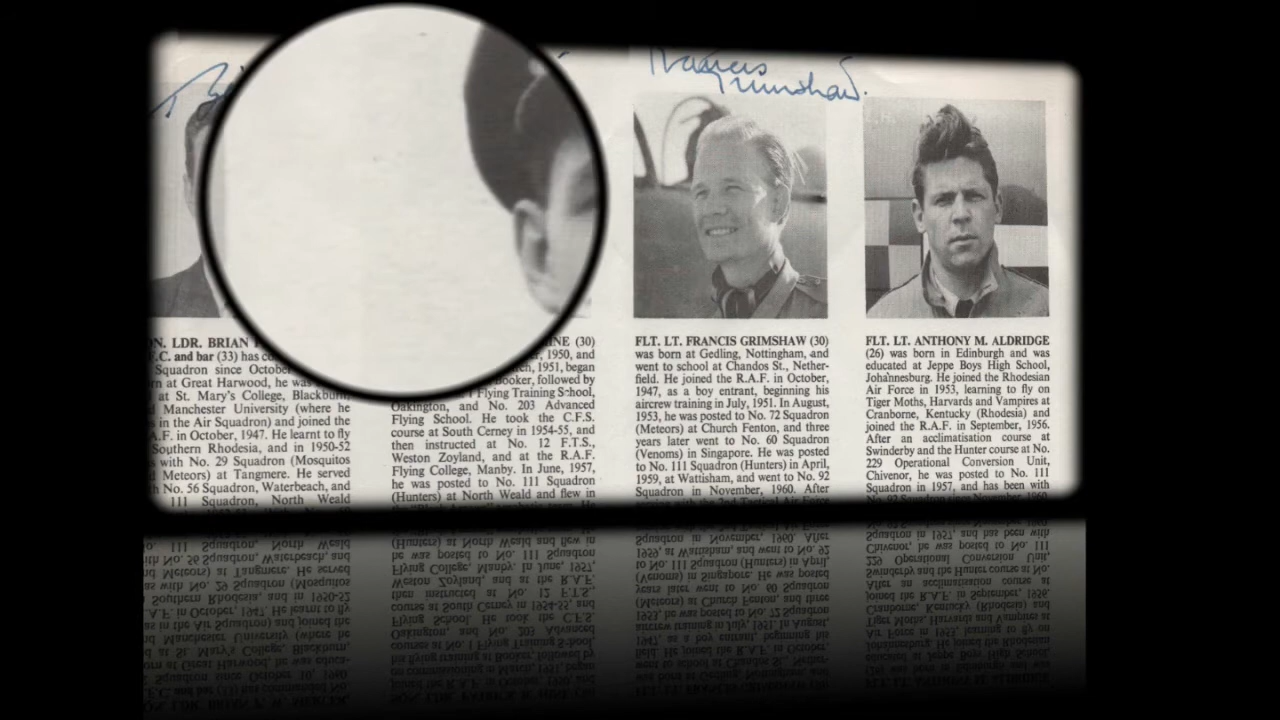 Francis
Grimshaw.
N. LDR. BRIAN
.C. and bar (33) has co
Squadron since October
rn at Great Harwood, he was
at St. Mary's College, Blackburn,
Manchester University (where he
s in the Air Squadron) and joined the
A.F. in October, 1947. He learnt to fly
Southern Rhodesia, and in 1950-52
s with No. 29 Squadron (Mosquitos
Meteors) at Tangmere. He served
h No. 56 Squadron, Waterbeach, and
111 Squadron, North Weald
INE (30)
, 1950, and
ch, 1951, began
Booker, followed by
1 Flying Training School,
Oakington, and No. 203 Advanced
Flying School. He took the C.F.S.
course at South Cerney in 1954-55, and
then instructed at No. 12 F.T.S.,
Weston Zoyland, and at the R.A.F.
Flying College, Manby. In June, 1957,
he was posted to No. 111 Squadron
(Hunters) at North Weald and flew in
FLT. LT. FRANCIS GRIMSHAW (30)
was born at Gedling, Nottingham, and
went to school at Chandos St., Nether-
field. He joined the R.A.F. in October,
1947, as a boy entrant, beginning his
aircrew training in July, 1951. In August,
1953, he was posted to No. 72 Squadron
(Meteors) at Church Fenton, and three
years later went to No. 60 Squadron
(Venoms) in Singapore. He was posted
to No. 111 Squadron (Hunters) in April,
1959, at Wattisham, and went to No. 92
Squadron in November, 1960. After
FLT. LT. ANTHONY M. ALDRIDGE
(26) was born in Edinburgh and was
educated at Jeppe Boys High School,
Johannesburg. He joined the Rhodesian
Air Force in 1953, learning to fly on
Tiger Moths, Harvards and Vampires at
Cranborne, Kentucky (Rhodesia) and
joined the R.A.F. in September, 1956.
After an acclimatisation course at
Swinderby and the Hunter course at No.
229 Operational Conversion Unit,
Chivenor, he was posted to No. 111
Squadron in 1957, and has been with